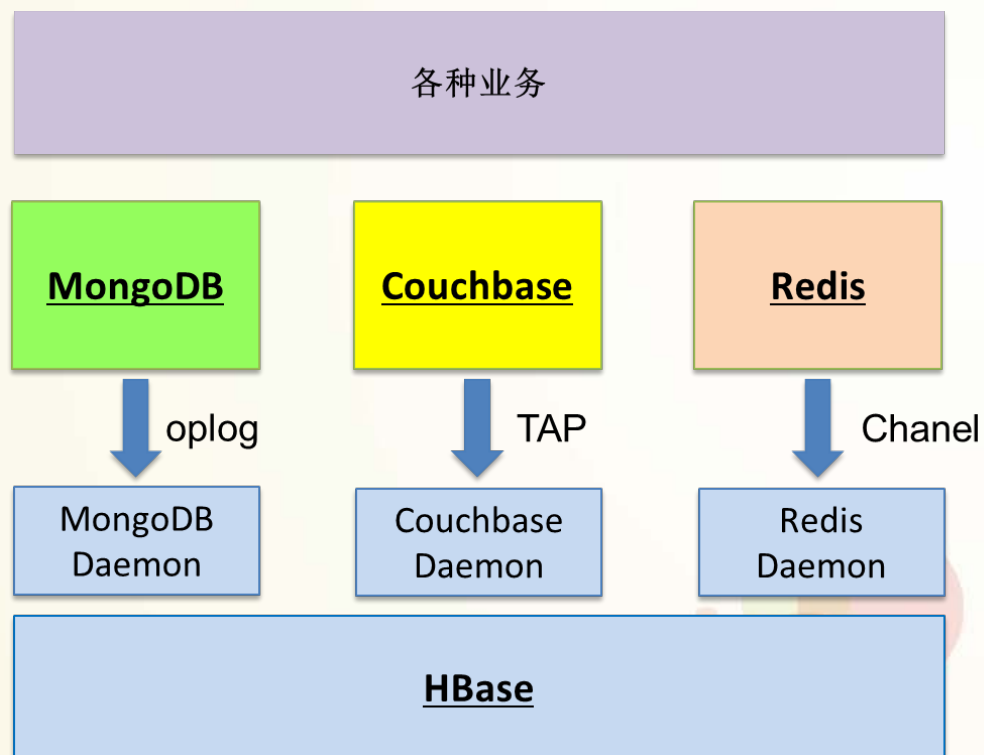 各种业务
MongoDB
Couchbase
Redis
oplog
TAP
Chanel
MongoDB
Daemon
Couchbase
Daemon
Redis
Daemon
HBase